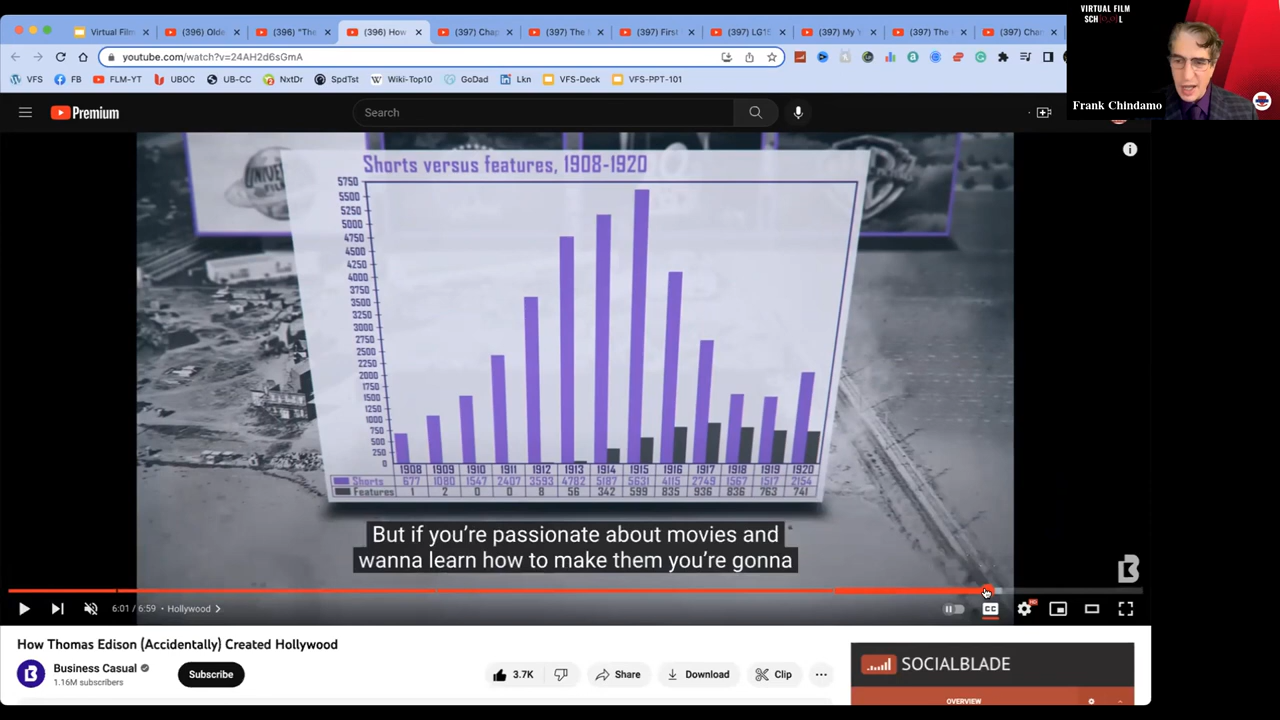 VIRTUAL FILM
SCHOOL
Virtual Film
(396) Olde
(396) "The
(396) How
(397) Chap
(397) The
(397) First
(397) LG15
(397) My Y
(397) The
(397) Char
youtube.com/watch?v=24AH2d6sGmA
VFS
FB
FLM-YT
UBOC
UB-CC
NxtDr
SpdTst
Wiki-Top10
GoDad
Lkn
VFS-Deck
VFS-PPT-101
Frank Chindamo
Premium
Search
Shorts versus features, 1908-1920
5750
5500
5250
5000
4750
4500
4250
4000
3750
3500
3250
3000
2750
2500
2250
2000
1750
1500
1250
1000
750
500
250
0
1908 1909 1910 1911 1912 1913 1914 1915 1916 1917 1918 1919 1920
Shorts 677 1080 1547 2407 3593 4782 5187 5631 4115 2749 1567 1517 2154
Features 1 2 0 0 8 56 342 599 835 936 836 763 741
But if you're passionate about movies and
wanna learn how to make them you're gonna
6:01 / 6:59 • Hollywood
CC
HD
How Thomas Edison (Accidentally) Created Hollywood
Business Casual
1.16M subscribers
Subscribe
3.7K
Share
Download
Clip
SOCIALBLADE
OVERVIEW